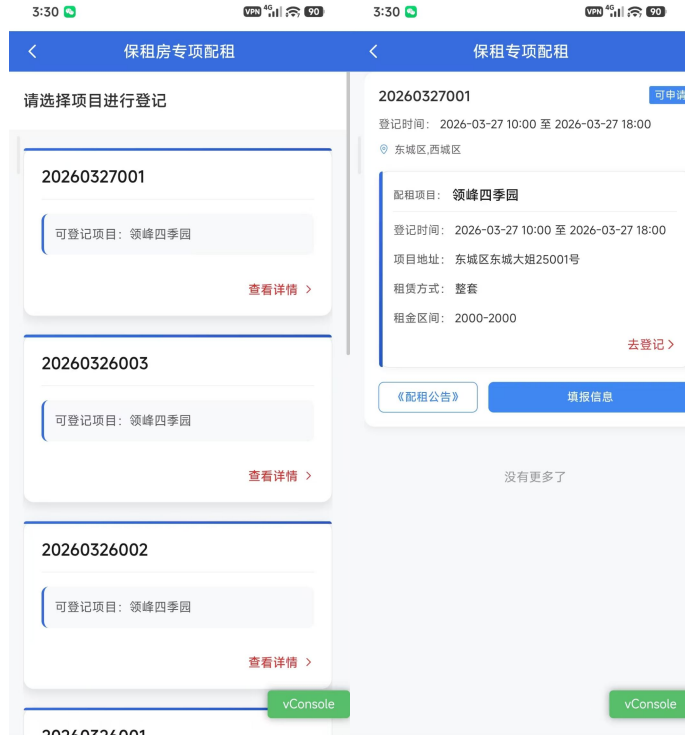 3:30
VPN 4G 90
保租房专项配租
请选择项目进行登记
20260327001
可登记项目：领峰四季园
查看详情 >
20260326003
可登记项目：领峰四季园
查看详情 >
20260326002
可登记项目：领峰四季园
查看详情 >
vConsole
20260326001
3:30
VPN 4G 90
保租专项配租
20260327001
可申请
登记时间： 2026-03-27 10:00 至 2026-03-27 18:00
东城区,西城区
配租项目： 领峰四季园
登记时间： 2026-03-27 10:00 至 2026-03-27 18:00
项目地址： 东城区东城大姐25001号
租赁方式： 整套
租金区间： 2000-2000
去登记 >
《配租公告》
填报信息
没有更多了
vConsole